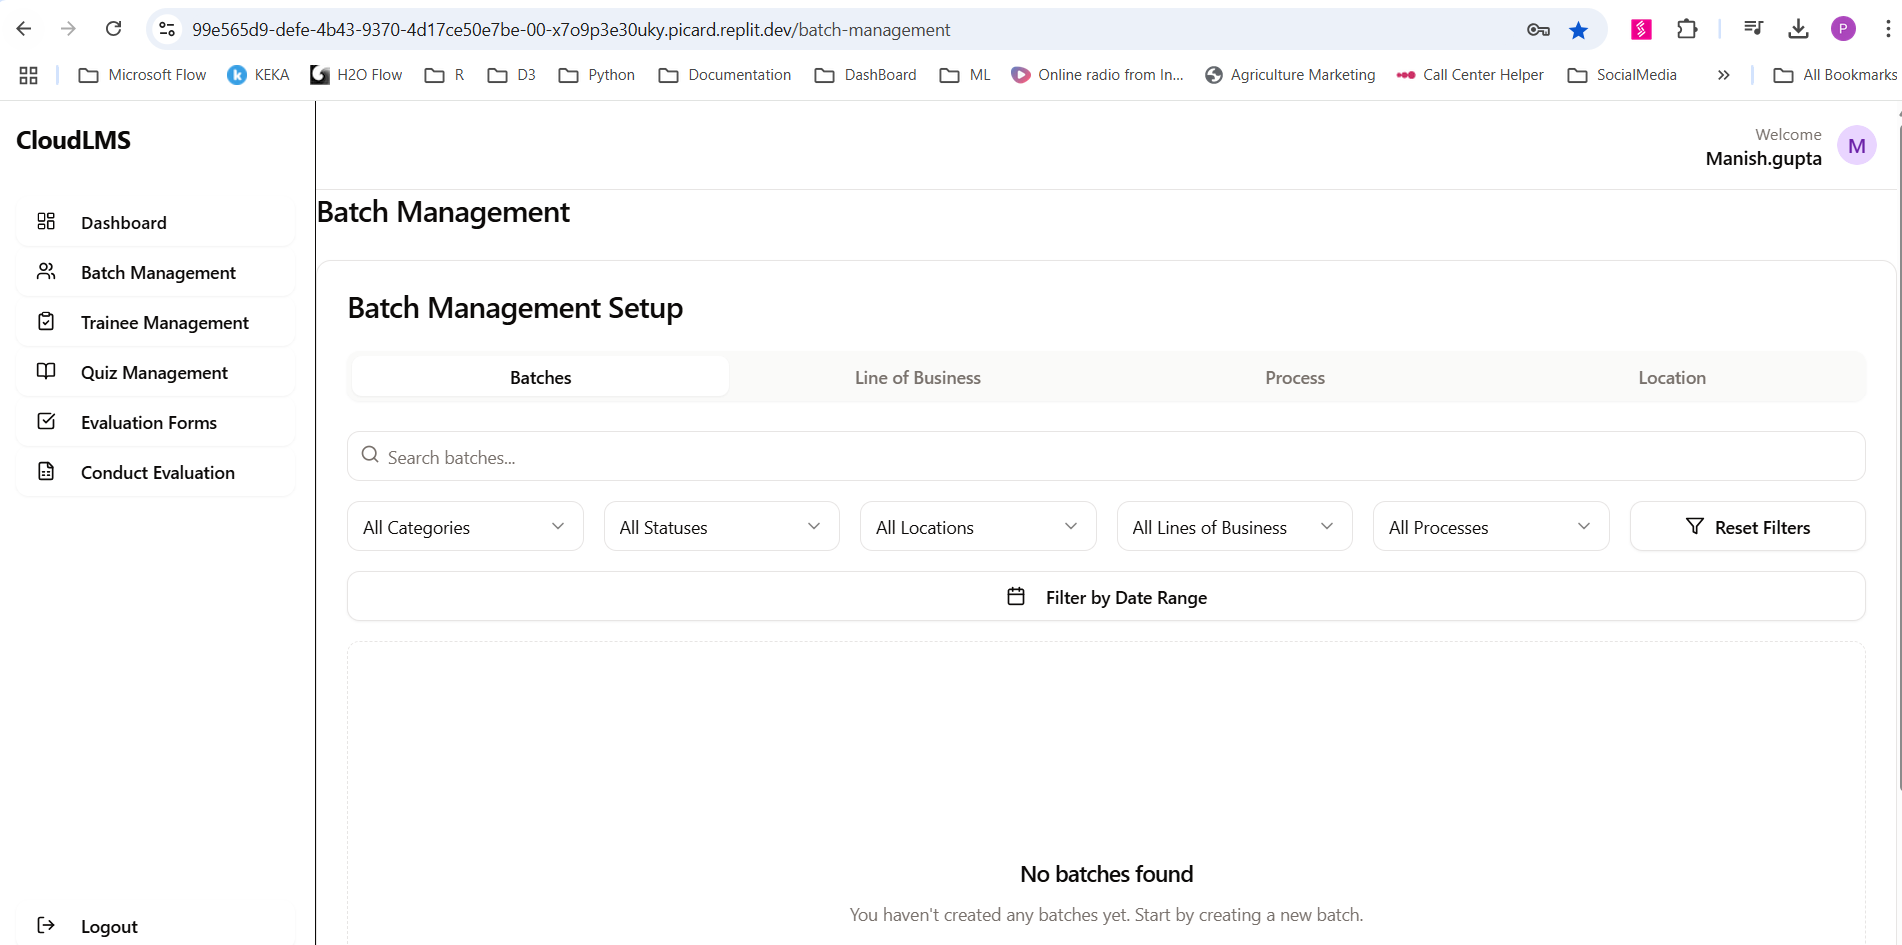 99e565d9-defe-4b43-9370-4d17ce50e7be-00-x7o9p3e30uky.picard.replit.dev/batch-management
P
Microsoft Flow KEKA H2O Flow R D3 Python Documentation DashBoard ML Online radio from In... Agriculture Marketing Call Center Helper SocialMedia » All Bookmarks
CloudLMS
Welcome
Manish.gupta
M
Dashboard
Batch Management
Trainee Management
Quiz Management
Evaluation Forms
Conduct Evaluation
Logout
Batch Management
Batch Management Setup
Batches Line of Business Process Location
Search batches...
All Categories All Statuses All Locations All Lines of Business All Processes Reset Filters
Filter by Date Range
No batches found
You haven't created any batches yet. Start by creating a new batch.